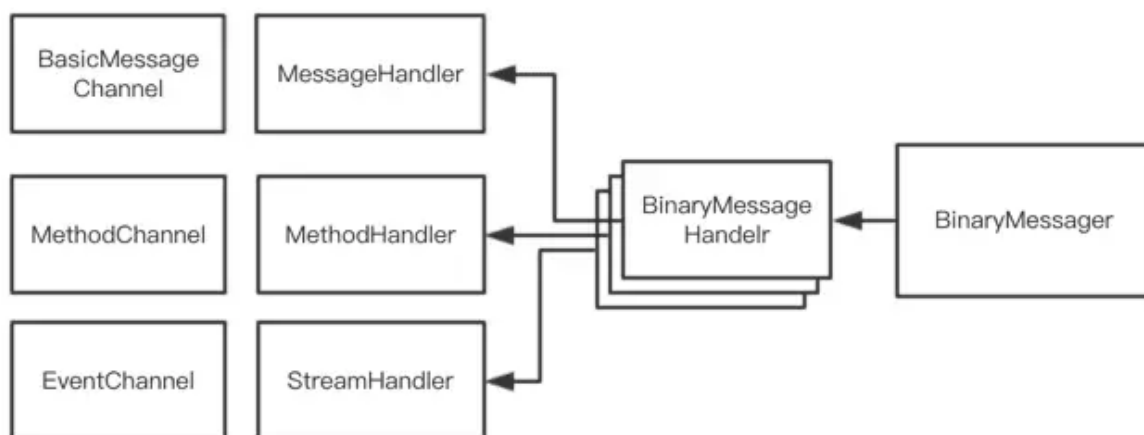 BasicMessage
Channel
MessageHandler
MethodChannel
MethodHandler
BinaryMessage
Handelr
BinaryMessager
EventChannel
StreamHandler